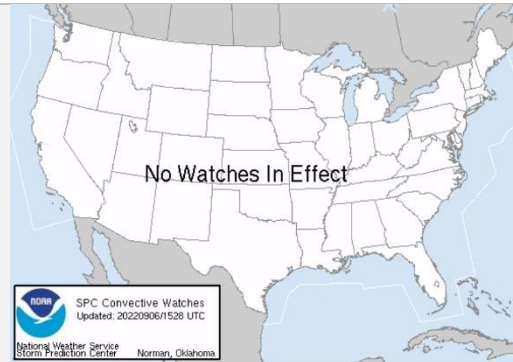 No Watches In Effect
NOAA
SPC Convective Watches
Updated: 20220906/1528 UTC
National Weather Service
Storm Prediction Center Norman, Oklahoma